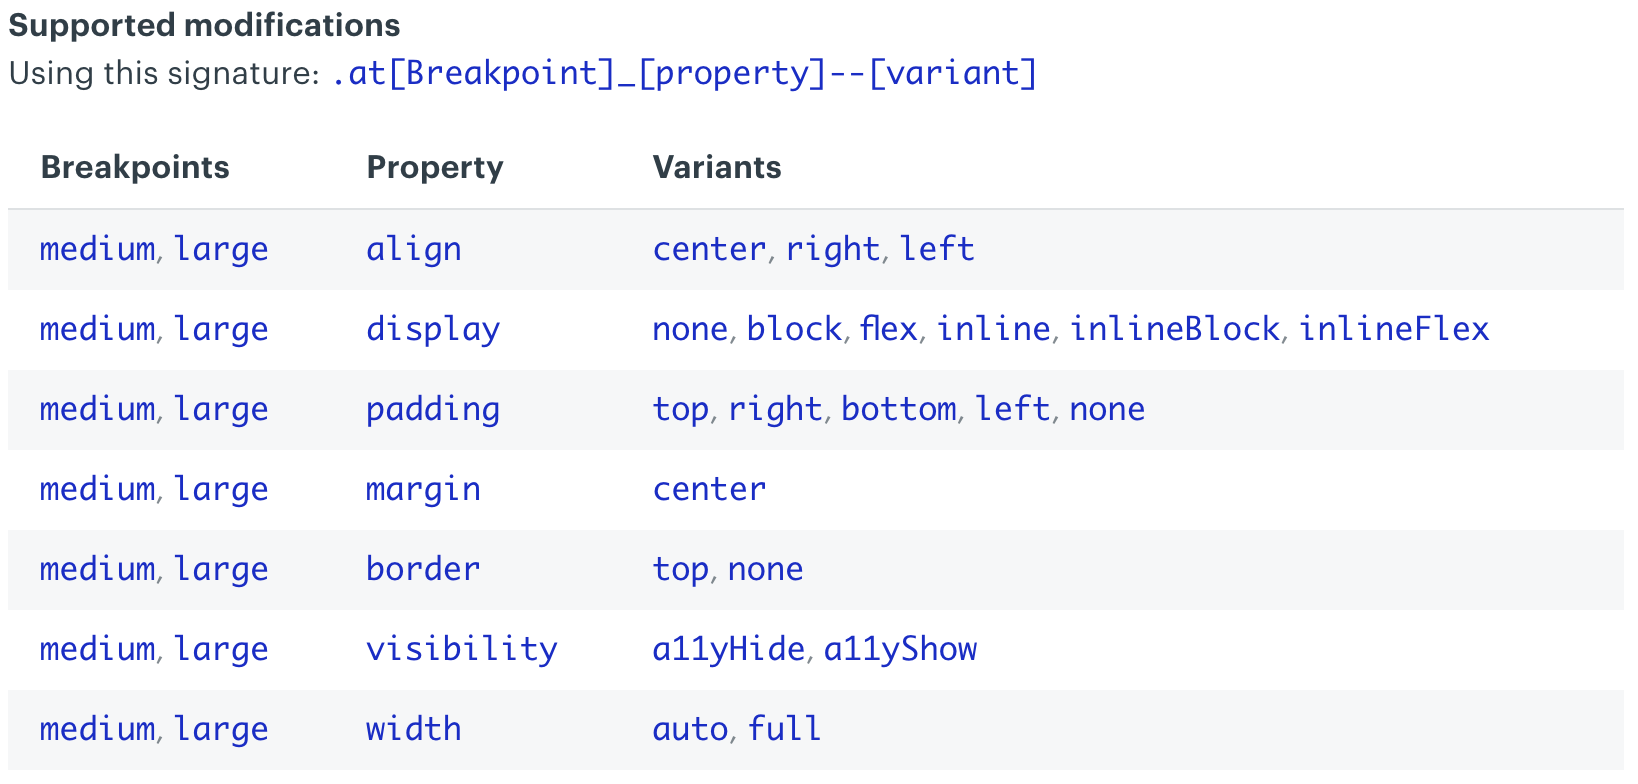 Supported modifications
Using this signature: .at[Breakpoint]_[property]--[variant]
Breakpoints Property Variants
medium, large align center, right, left
medium, large display none, block, flex, inline, inlineBlock, inlineFlex
medium, large padding top, right, bottom, left, none
medium, large margin center
medium, large border top, none
medium, large visibility a11yHide, a11yShow
medium, large width auto, full